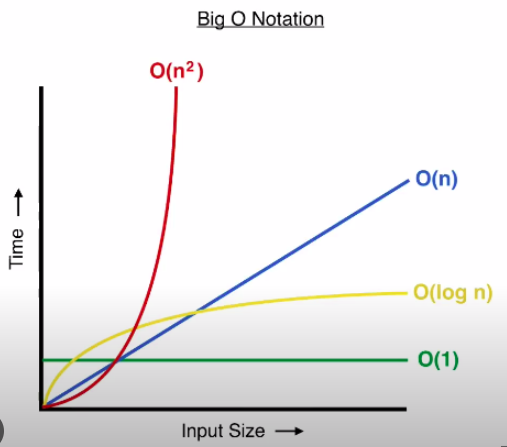 Big O Notation
O(n²)
O(n)
Time →
O(log n)
O(1)
Input Size →